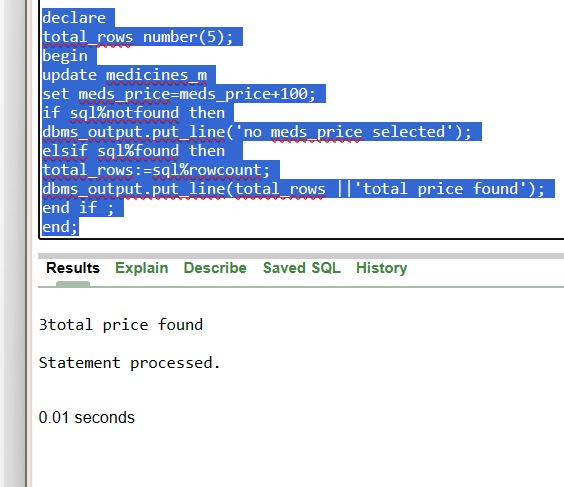 declare
total_rows number(5);
begin
update medicines_m
set meds_price=meds_price+100;
if sql%notfound then
dbms_output.put_line('no meds_price selected');
elsif sql%found then
total_rows:=sql%rowcount;
dbms_output.put_line(total_rows ||'total price found');
end if ;
end;
Results Explain Describe Saved SQL History
3total price found
Statement processed.
0.01 seconds